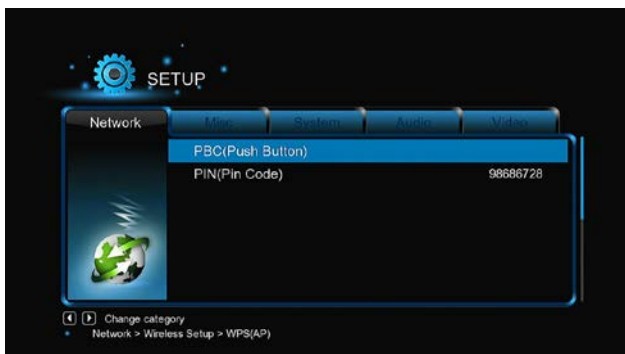 SETUP
Network Misc System Audio Video
PBC(Push Button)
PIN(Pin Code) 98686728
Change category
Network > Wireless Setup > WPS(AP)